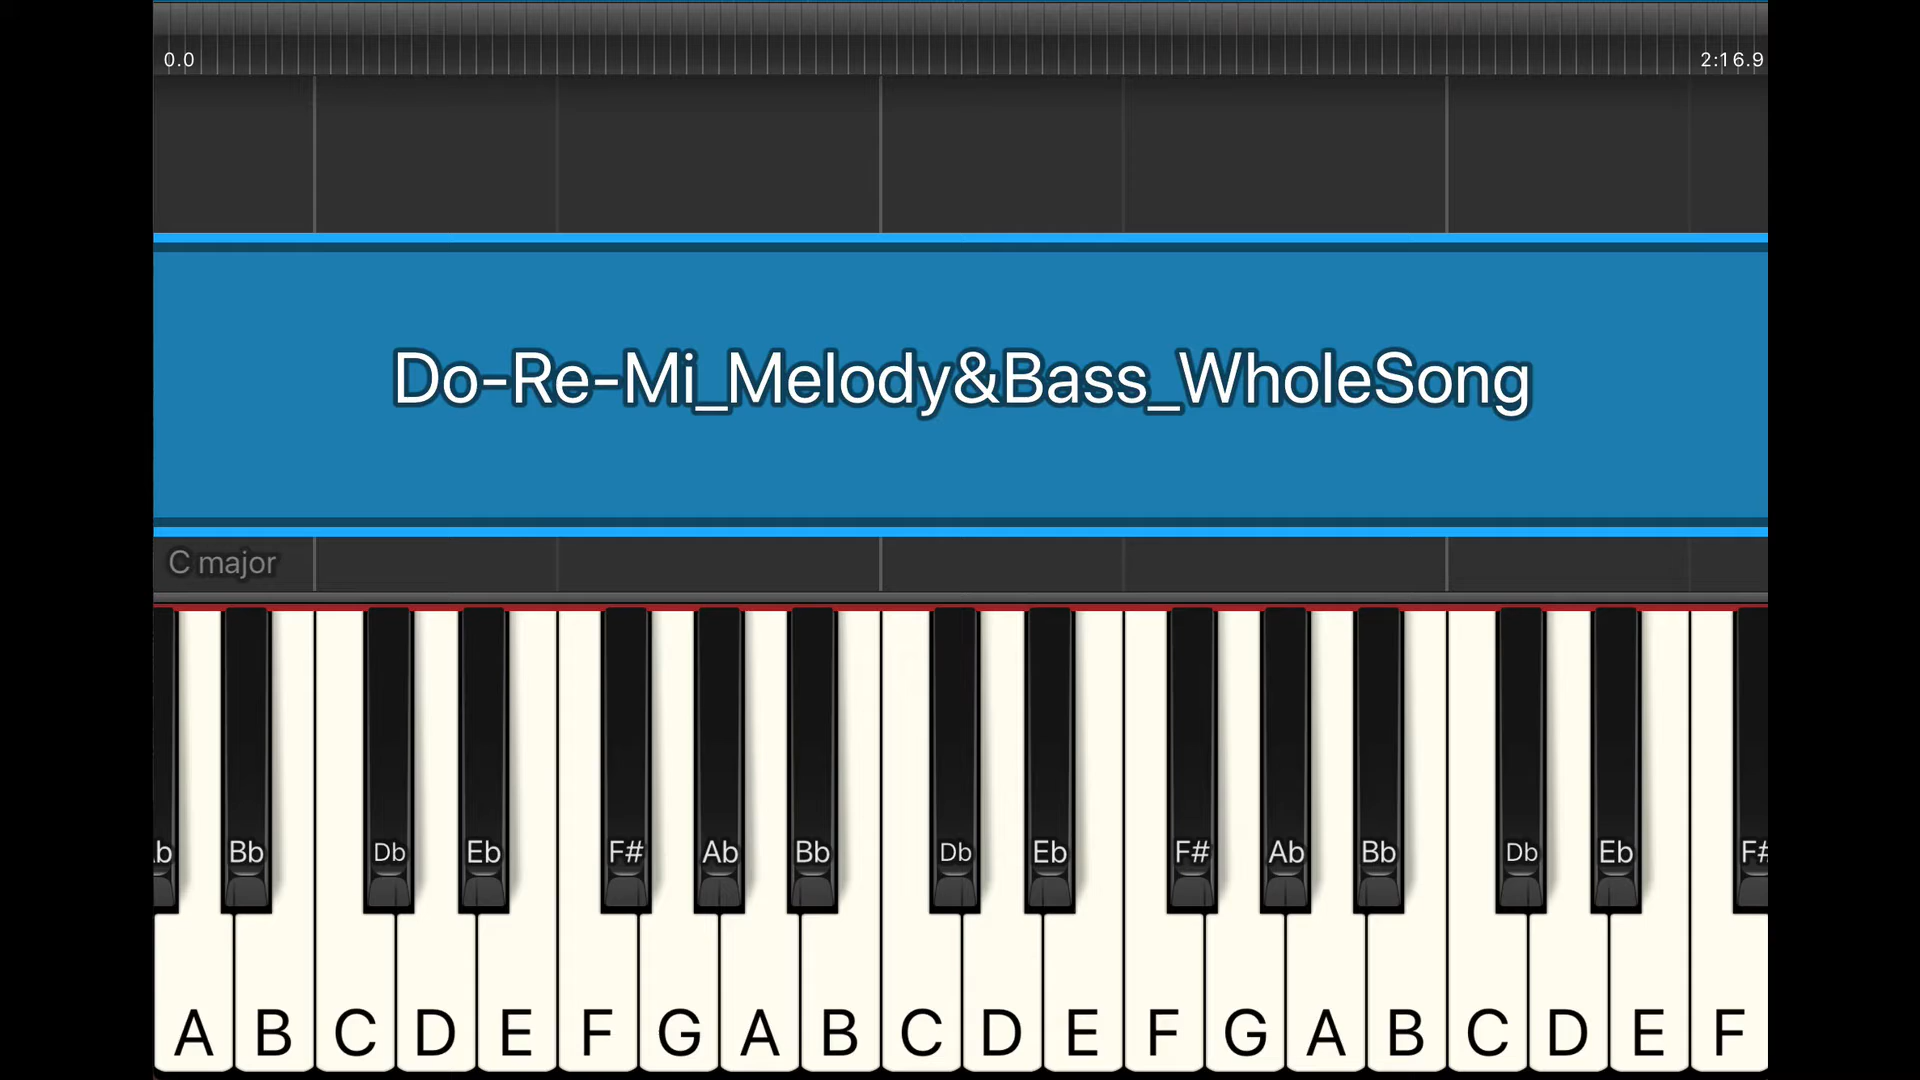 0.0 2:16.9
Do-Re-Mi_Melody&Bass_WholeSong
C major
Bb Db Eb F# Ab Bb Db Eb F# Ab Bb Db Eb F#
A B C D E F G A B C D E F G A B C D E F